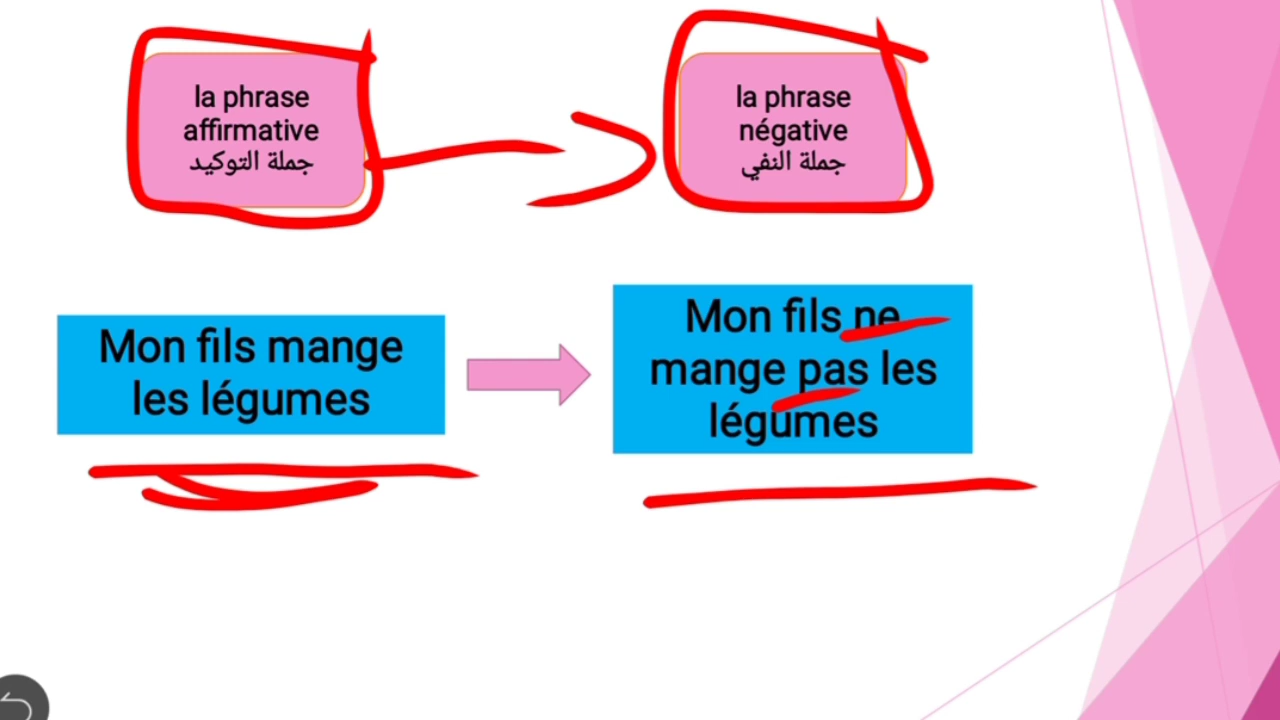 la phrase
affirmative
جملة التوكيد
la phrase
négative
جملة النفي
Mon fils mange
les légumes
Mon fils ne
mange pas les
légumes